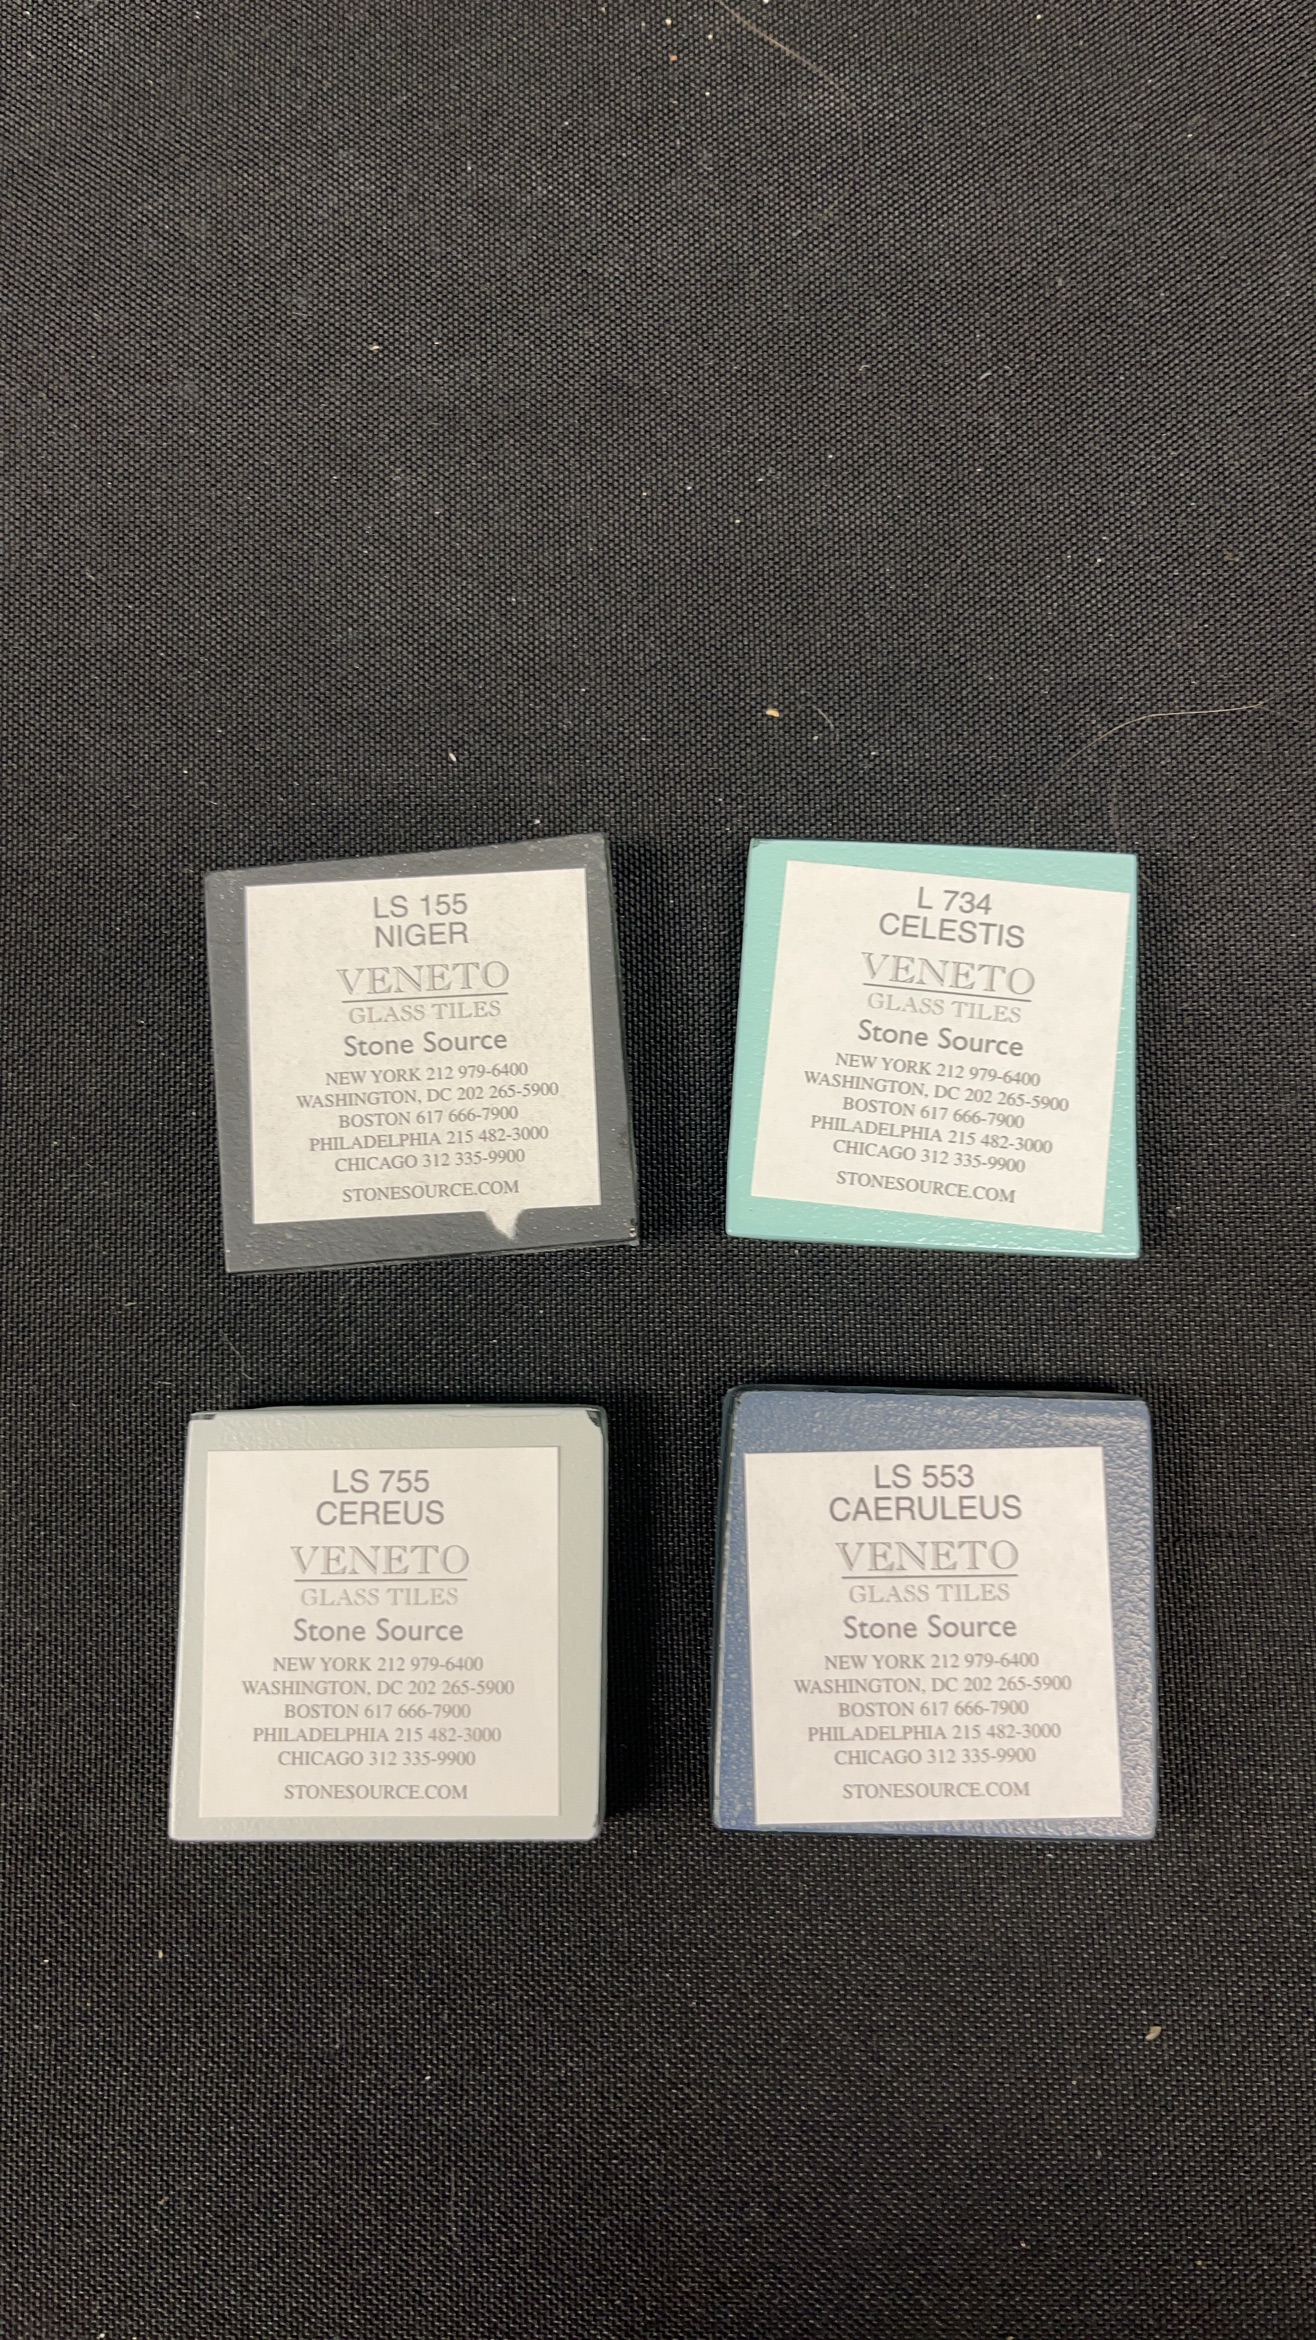 LS 155
NIGER
VENETO
GLASS TILES
Stone Source
NEW YORK 212 979-6400
WASHINGTON, DC 202 265-5900
BOSTON 617 666-7900
PHILADELPHIA 215 482-3000
CHICAGO 312 335-9900
STONESOURCE.COM
L 734
CELESTIS
VENETO
GLASS TILES
Stone Source
NEW YORK 212 979-6400
WASHINGTON, DC 202 265-5900
BOSTON 617 666-7900
PHILADELPHIA 215 482-3000
CHICAGO 312 335-9900
STONESOURCE.COM
LS 755
CEREUS
VENETO
GLASS TILES
Stone Source
NEW YORK 212 979-6400
WASHINGTON, DC 202 265-5900
BOSTON 617 666-7900
PHILADELPHIA 215 482-3000
CHICAGO 312 335-9900
STONESOURCE.COM
LS 553
CAERULEUS
VENETO
GLASS TILES
Stone Source
NEW YORK 212 979-6400
WASHINGTON, DC 202 265-5900
BOSTON 617 666-7900
PHILADELPHIA 215 482-3000
CHICAGO 312 335-9900
STONESOURCE.COM